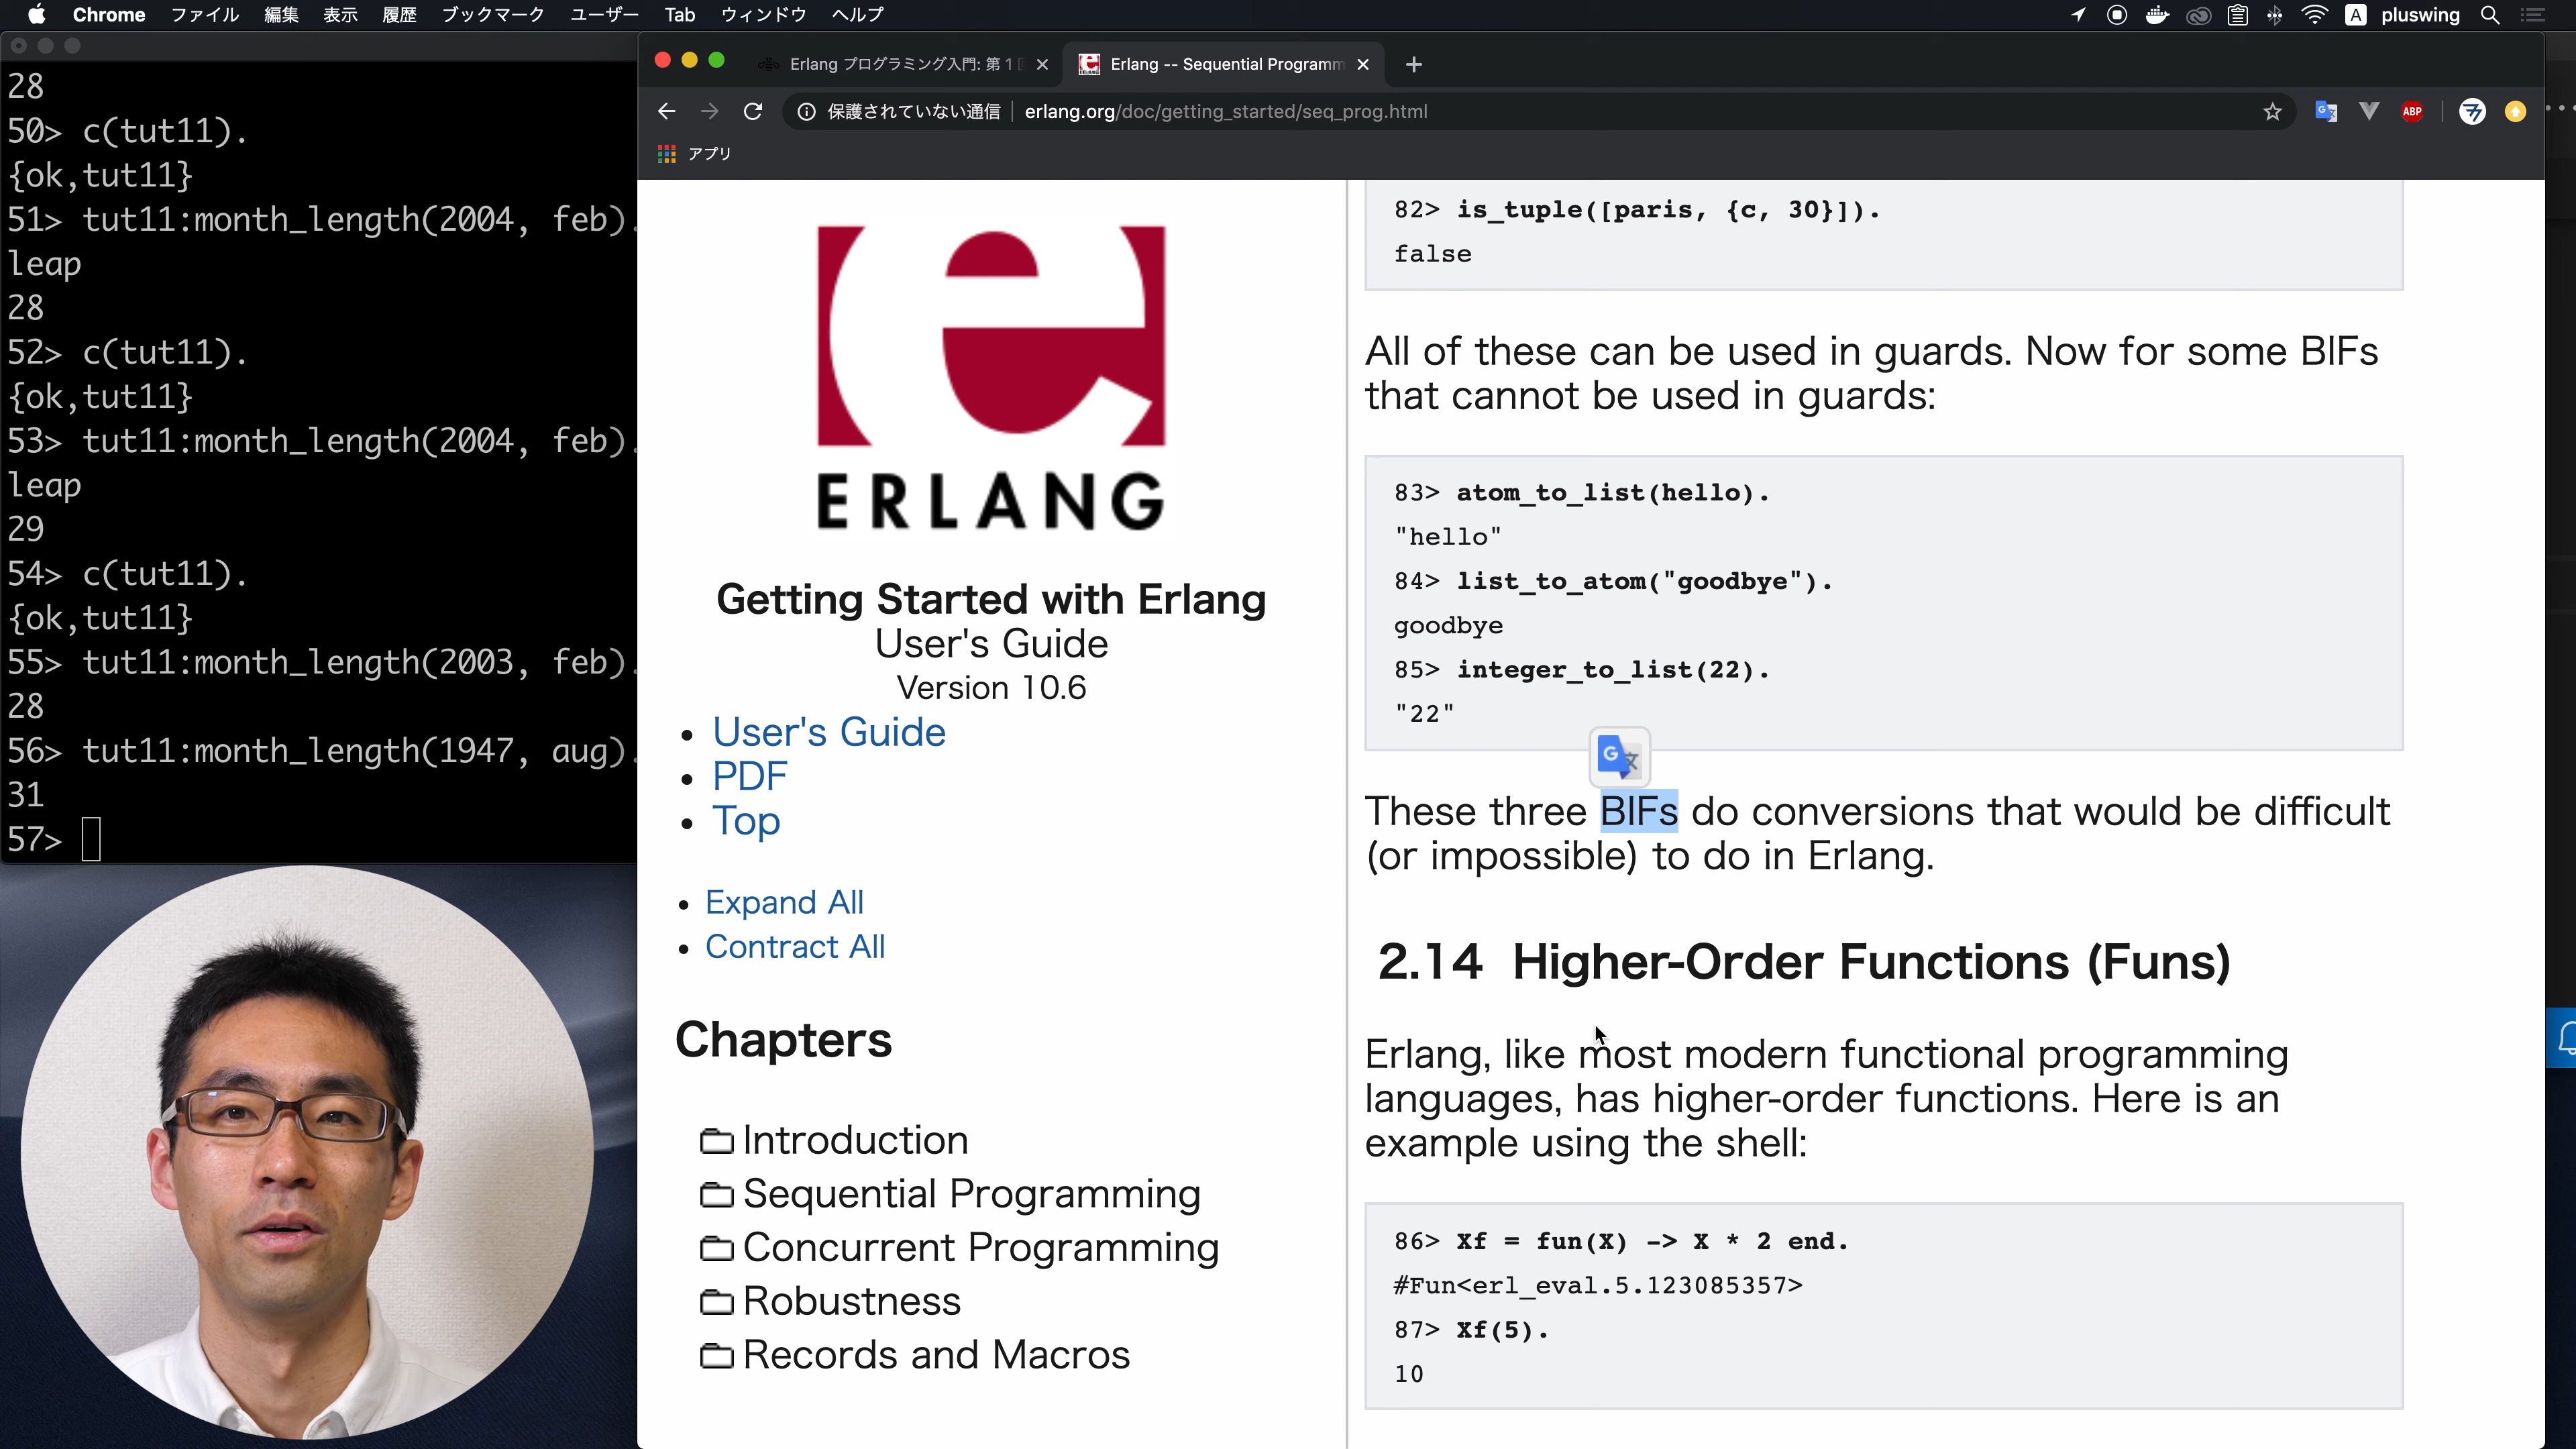 Chrome ファイル 編集 表示 履歴 ブックマーク ユーザー Tab ウィンドウ ヘルプ A pluswing
28
50> c(tut11).
{ok,tut11}
51> tut11:month_length(2004, feb).
leap
28
52> c(tut11).
{ok,tut11}
53> tut11:month_length(2004, feb).
leap
29
54> c(tut11).
{ok,tut11}
55> tut11:month_length(2003, feb).
28
56> tut11:month_length(1947, aug).
31
57>
Erlang プログラミング入門: 第 1
Erlang -- Sequential Programm
保護されていない通信 erlang.org/doc/getting_started/seq_prog.html
ABP
アプリ
ERLANG
Getting Started with Erlang
User's Guide
Version 10.6
• User's Guide
• PDF
• Top
• Expand All
• Contract All
Chapters
Introduction
Sequential Programming
Concurrent Programming
Robustness
Records and Macros
82> is_tuple([paris, {c, 30}]).
false
All of these can be used in guards. Now for some BIFs
that cannot be used in guards:
83> atom_to_list(hello).
"hello"
84> list_to_atom("goodbye").
goodbye
85> integer_to_list(22).
"22"
These three BIFs do conversions that would be difficult
(or impossible) to do in Erlang.
2.14 Higher-Order Functions (Funs)
Erlang, like most modern functional programming
languages, has higher-order functions. Here is an
example using the shell:
86> Xf = fun(X) -> X * 2 end.
#Fun<erl_eval.5.123085357>
87> Xf(5).
10